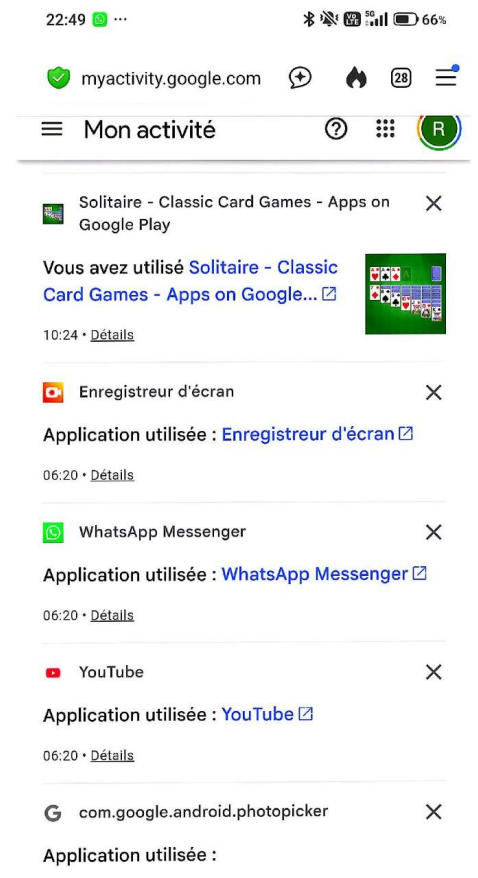 22:49 ...
5G 66%
myactivity.google.com 28
Mon activité R
Solitaire - Classic Card Games - Apps on
Google Play
Vous avez utilisé Solitaire - Classic
Card Games - Apps on Google...
10:24 • Détails
Enregistreur d'écran
Application utilisée : Enregistreur d'écran
06:20 • Détails
WhatsApp Messenger
Application utilisée : WhatsApp Messenger
06:20 • Détails
YouTube
Application utilisée : YouTube
06:20 • Détails
G com.google.android.photopicker
Application utilisée :